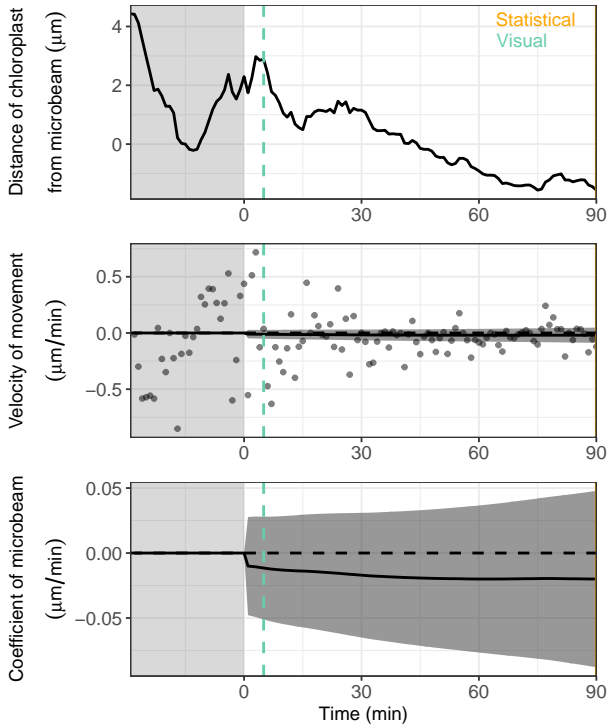 Distance of chloroplast
from microbeam (μm)
Statistical
Visual
4
2
0
0
30
60
90
Velocity of movement
(μm/min)
0.5
0.0
−0.5
0
30
60
90
Coefficient of microbeam
(μm/min)
0.05
0.00
−0.05
0
30
60
90
Time (min)